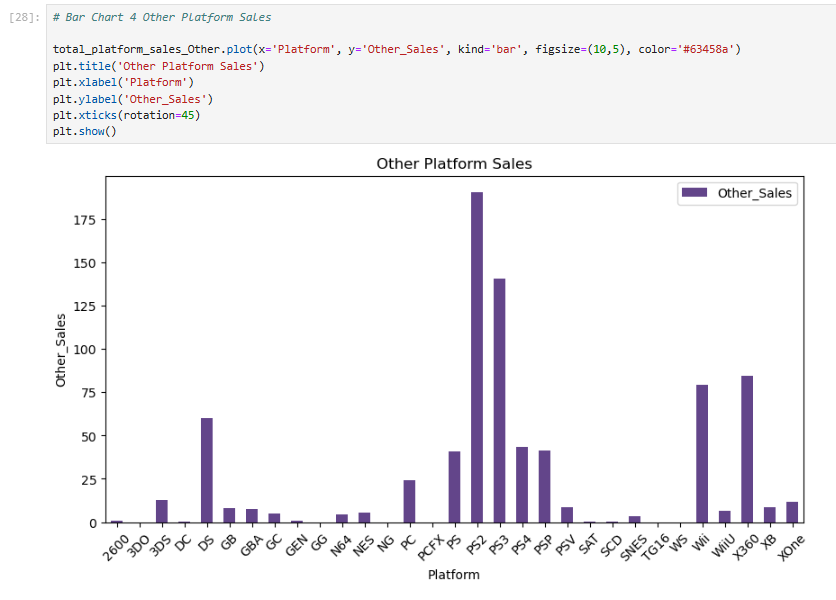 [28]: # Bar Chart 4 Other Platform Sales
total_platform_sales_Other.plot(x='Platform', y='Other_Sales', kind='bar', figsize=(10,5), color='#63458a')
plt.title('Other Platform Sales')
plt.xlabel('Platform')
plt.ylabel('Other_Sales')
plt.xticks(rotation=45)
plt.show()
Other Platform Sales
Other_Sales
175
150
125
100
75
50
25
0
Other_Sales
2600 3DO 3DS DC DS GB GBA GC GEN GG N64 NES NG PC PCFX PS PS2 PS3 PS4 PSP PSV SAT SCD SNES TG16 WS Wii WiiU X360 XB XOne
Platform